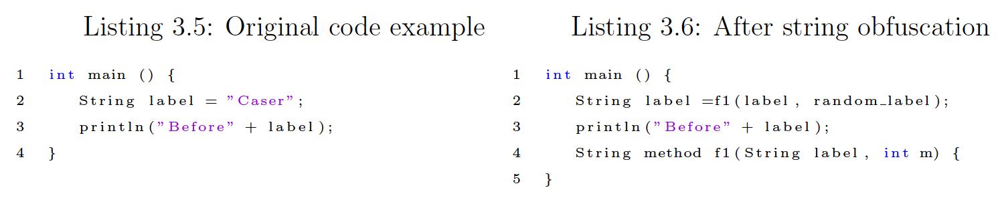 Listing 3.5: Original code example
1 int main () {
2 String label = "Caser";
3 println("Before" + label);
4 }
Listing 3.6: After string obfuscation
1 int main () {
2 String label =f1(label, random_label);
3 println("Before" + label);
4 String method f1(String label, int m) {
5 }